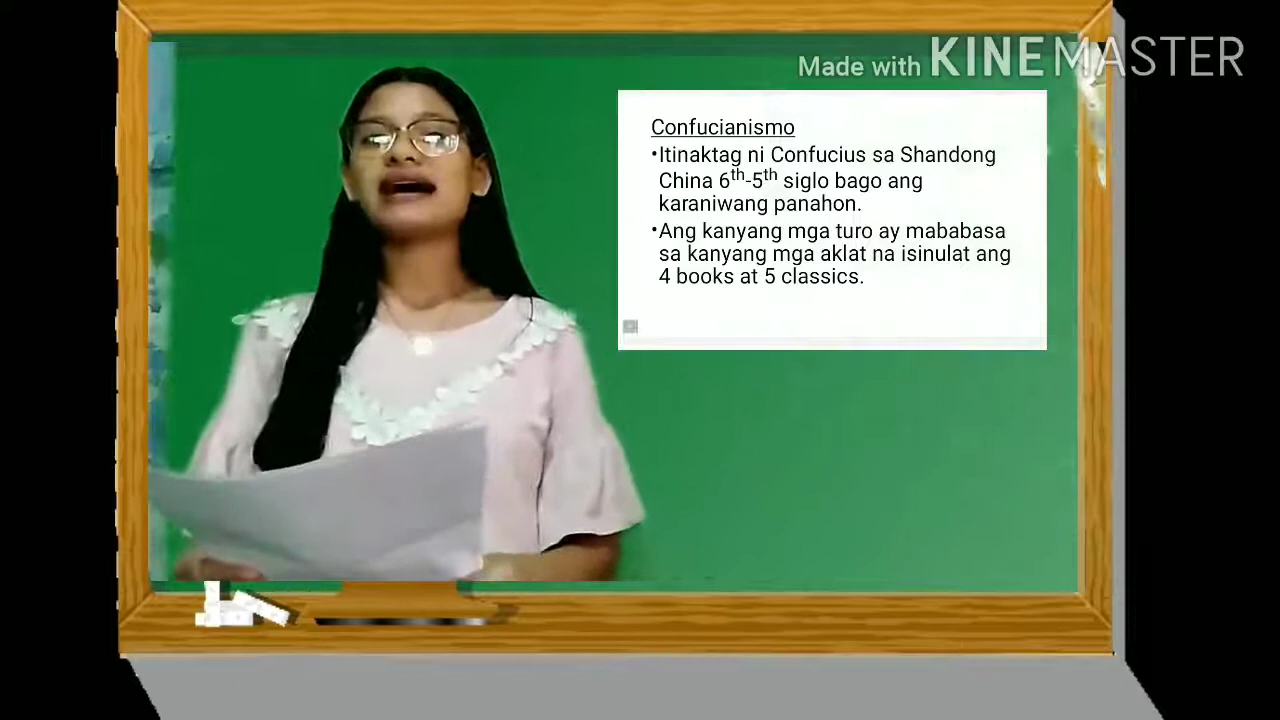 Made with KINEMASTER
Confucianismo
•Itinaktag ni Confucius sa Shandong
China 6th-5th siglo bago ang
karaniwang panahon.
•Ang kanyang mga turo ay mababasa
sa kanyang mga aklat na isinulat ang
4 books at 5 classics.